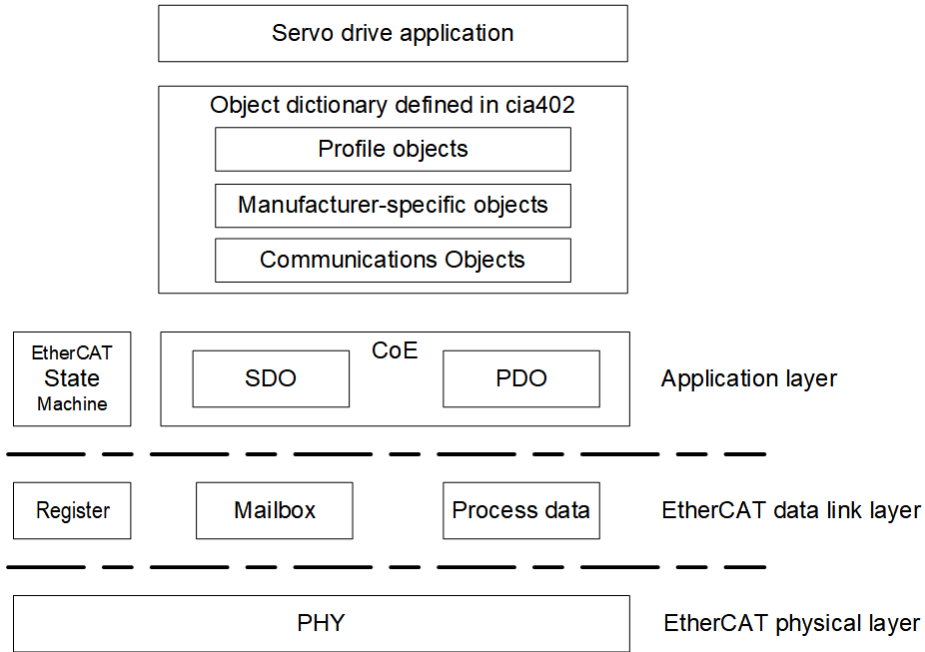 Servo drive application
Object dictionary defined in cia402
Profile objects
Manufacturer-specific objects
Communications Objects
EtherCAT
State
Machine
CoE
SDO
PDO
Application layer
Register
Mailbox
Process data
EtherCAT data link layer
PHY
EtherCAT physical layer